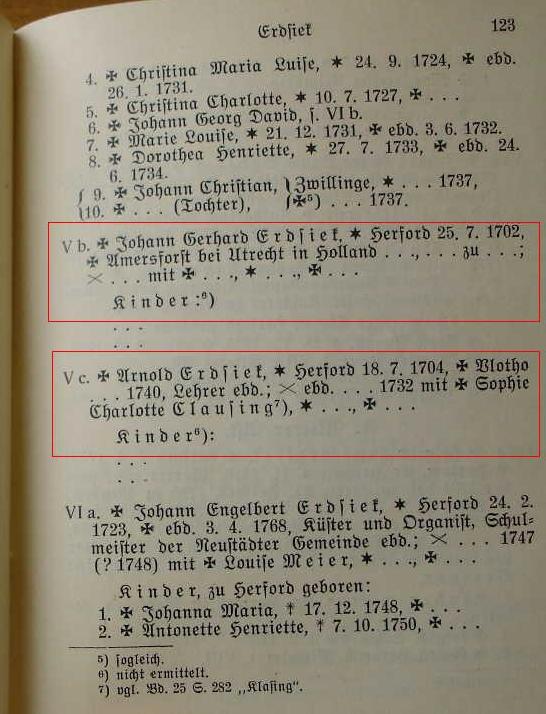 Erdsiek 123
4. ✠ Christina Maria Luise, ✶ 24. 9. 1724, ✠ ebd.
26. 1. 1731.
5. ✠ Christina Charlotte, ✶ 10. 7. 1727, ✠ . . .
6. ✠ Johann Georg David, s. VI b.
7. ✠ Marie Louise, ✶ 21. 12. 1731, ✠ ebd. 3. 6. 1732.
8. ✠ Dorothea Henriette, ✶ 27. 7. 1733, ✠ ebd. 24.
6. 1734.
{ 9. ✠ Johann Christian, } Zwillinge, ✶ . . . 1737,
{10. ✠ . . . (Tochter), } ✠⁵) . . . 1737.
V b. ✠ Johann Gerhard Erdsiek, ✶ Herford 25. 7. 1702,
✠ Amersforst bei Utrecht in Holland . . ., . . . zu . . .;
⚔ . . . mit ✠ . . ., ✶ . . ., ✠ . . .
Kinder:⁶)
. . .
. . .
V c. ✠ Arnold Erdsiek, ✶ Herford 18. 7. 1704, ✠ Vlotho
. . . 1740, Lehrer ebd.; ⚔ ebd. . . . 1732 mit ✠ Sophie
Charlotte Clausing⁷), ✶ . . ., ✠ . . .
Kinder⁶):
. . .
. . .
VI a. ✠ Johann Engelbert Erdsiek, ✶ Herford 24. 2.
1723, ✠ ebd. 3. 4. 1768, Küster und Organist, Schul-
meister der Neustädter Gemeinde ebd.; ⚔ . . . 1747
(? 1748) mit ✠ Louise Meier, ✶ . . ., ✠ . . .
Kinder, zu Herford geboren:
1. ✠ Johanna Maria, † 17. 12. 1748, ✠ . . .
2. ✠ Antonette Henriette, † 7. 10. 1750, ✠ . . .
⁵) sogleich.
⁶) nicht ermittelt.
⁷) vgl. Bd. 25 S. 282 „Klasing".